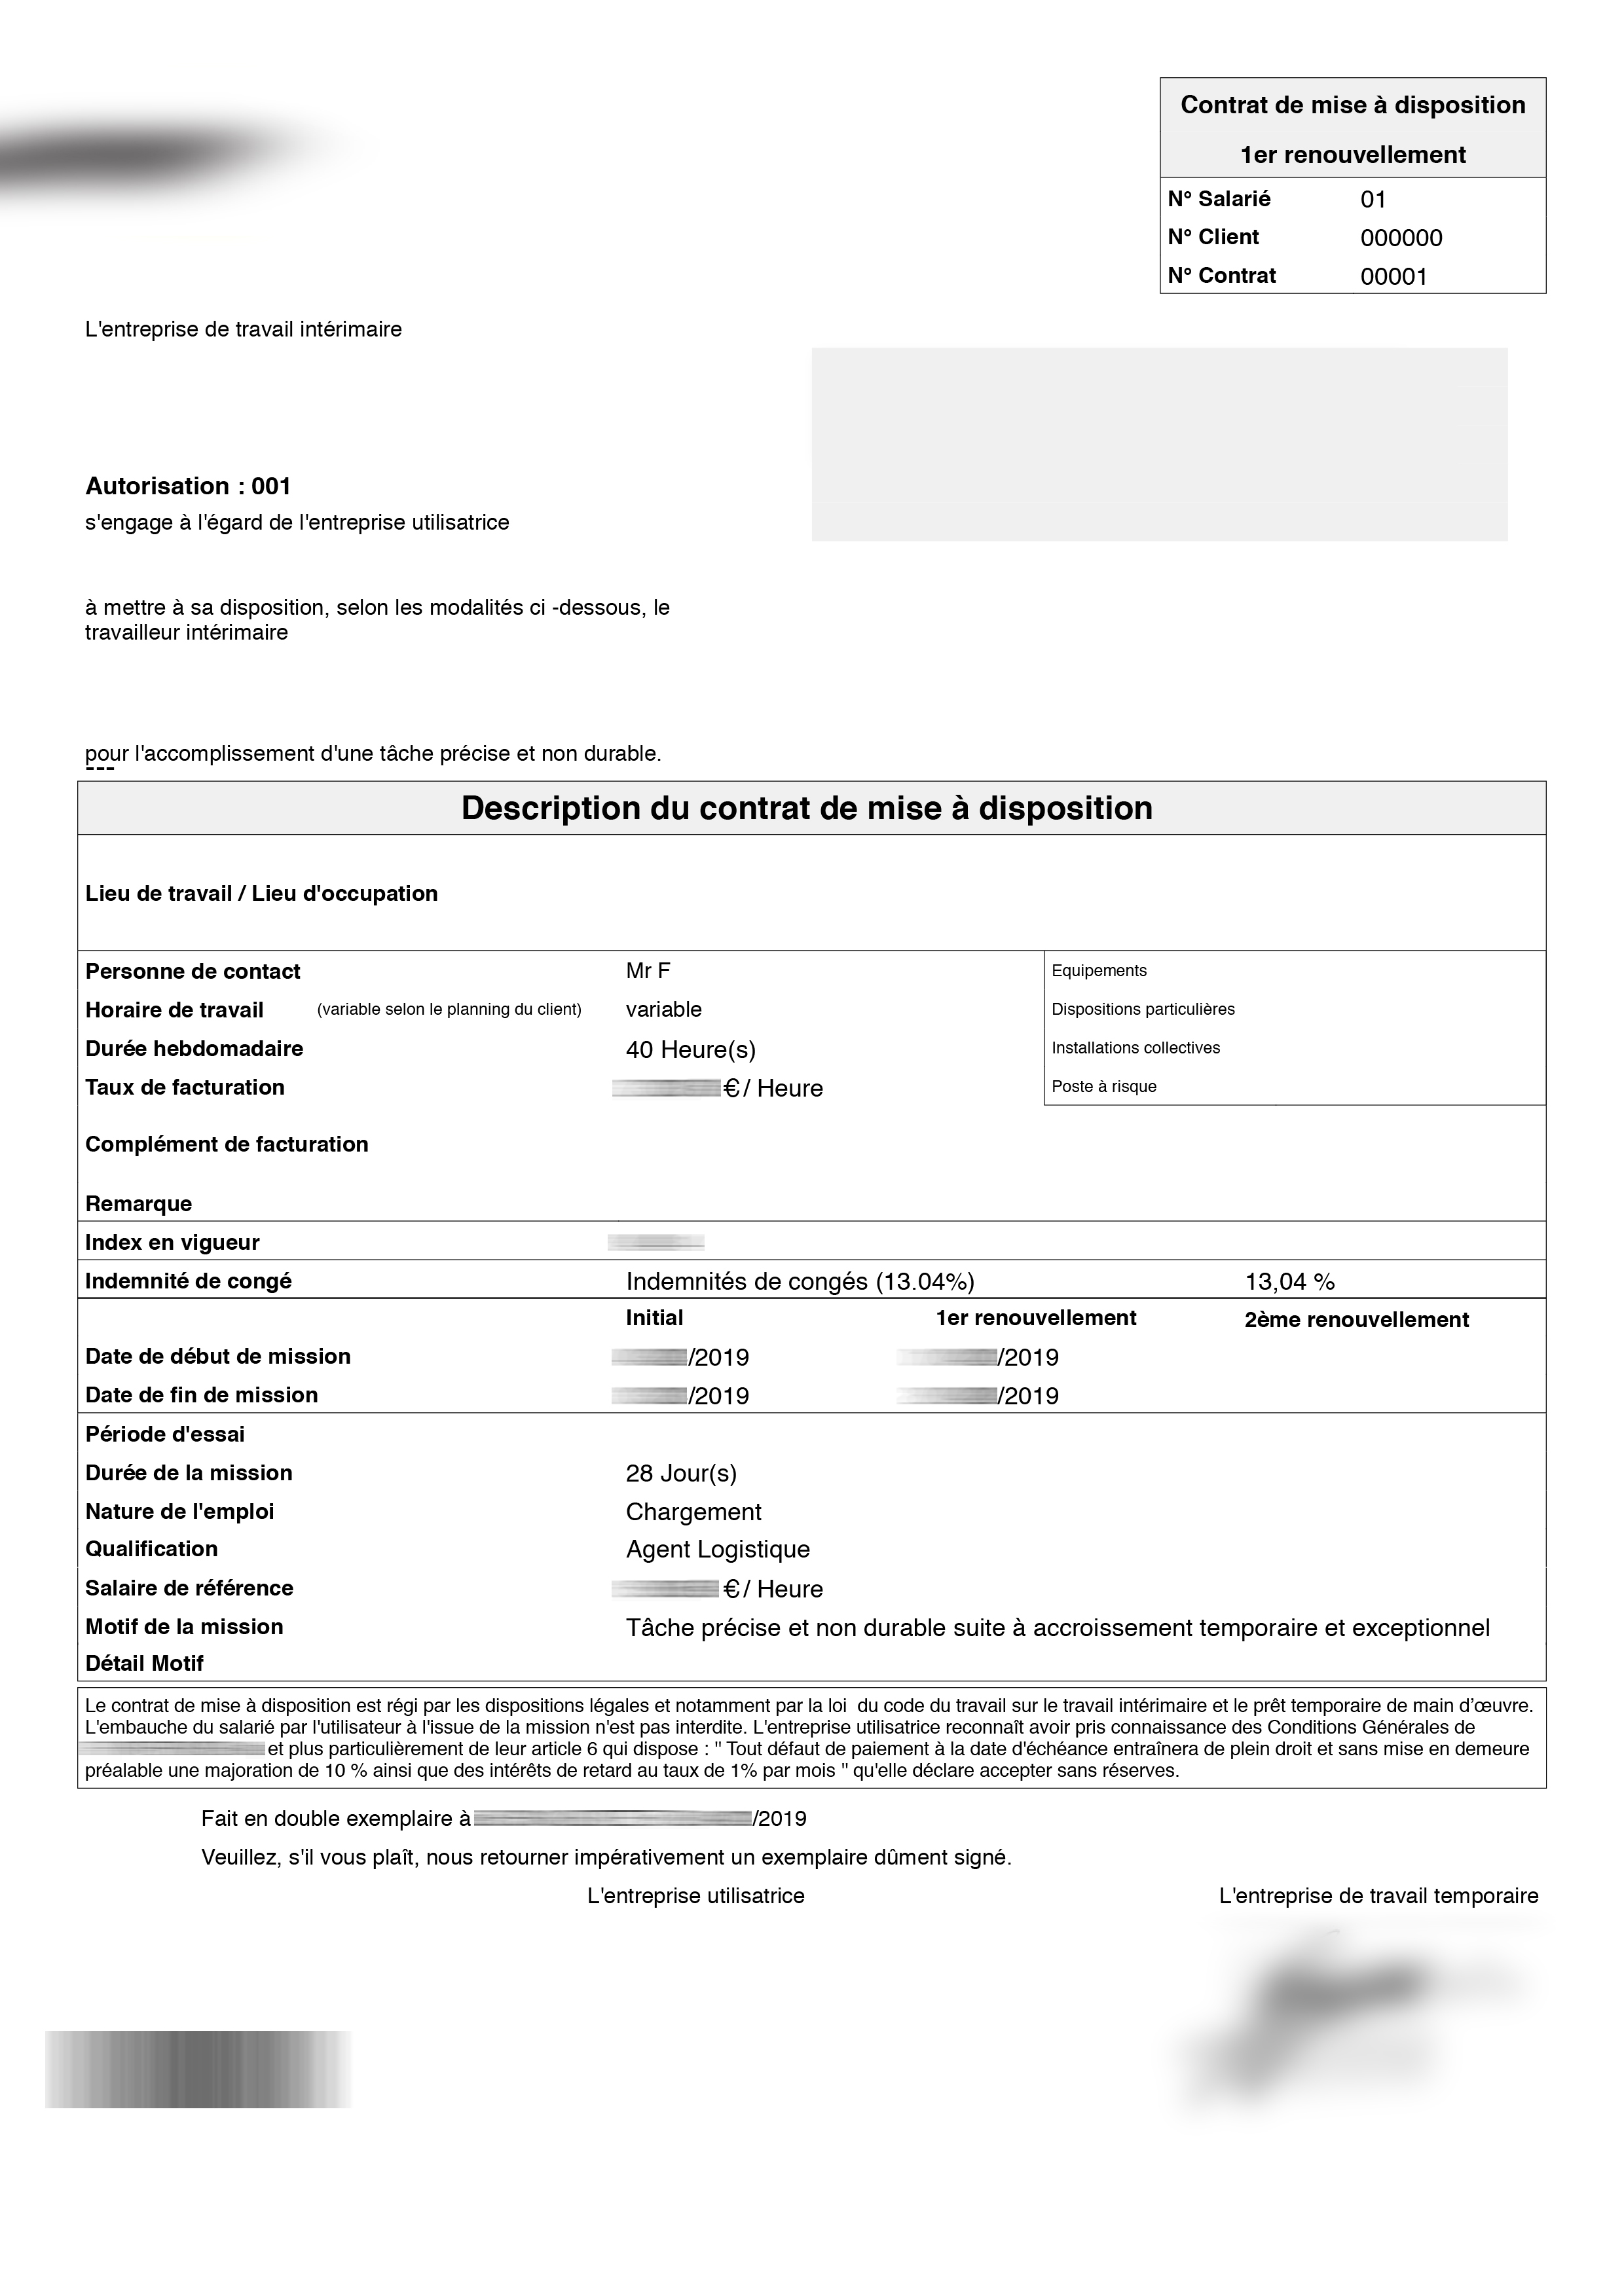 Contrat de mise à disposition
1er renouvellement
N° Salarié 01
N° Client 000000
N° Contrat 00001
L'entreprise de travail intérimaire
Autorisation : 001
s'engage à l'égard de l'entreprise utilisatrice
à mettre à sa disposition, selon les modalités ci -dessous, le
travailleur intérimaire
pour l'accomplissement d'une tâche précise et non durable.
---
Description du contrat de mise à disposition
Lieu de travail / Lieu d'occupation
Personne de contact Mr F Equipements
Horaire de travail (variable selon le planning du client) variable Dispositions particulières
Durée hebdomadaire 40 Heure(s) Installations collectives
Taux de facturation €/ Heure Poste à risque
Complément de facturation
Remarque
Index en vigueur
Indemnité de congé Indemnités de congés (13.04%) 13,04 %
Initial 1er renouvellement 2ème renouvellement
Date de début de mission /2019 /2019
Date de fin de mission /2019 /2019
Période d'essai
Durée de la mission 28 Jour(s)
Nature de l'emploi Chargement
Qualification Agent Logistique
Salaire de référence €/ Heure
Motif de la mission Tâche précise et non durable suite à accroissement temporaire et exceptionnel
Détail Motif
Le contrat de mise à disposition est régi par les dispositions légales et notamment par la loi du code du travail sur le travail intérimaire et le prêt temporaire de main d’œuvre.
L'embauche du salarié par l'utilisateur à l'issue de la mission n'est pas interdite. L'entreprise utilisatrice reconnaît avoir pris connaissance des Conditions Générales de
et plus particulièrement de leur article 6 qui dispose : " Tout défaut de paiement à la date d'échéance entraînera de plein droit et sans mise en demeure
préalable une majoration de 10 % ainsi que des intérêts de retard au taux de 1% par mois " qu'elle déclare accepter sans réserves.
Fait en double exemplaire à /2019
Veuillez, s'il vous plaît, nous retourner impérativement un exemplaire dûment signé.
L'entreprise utilisatrice L'entreprise de travail temporaire